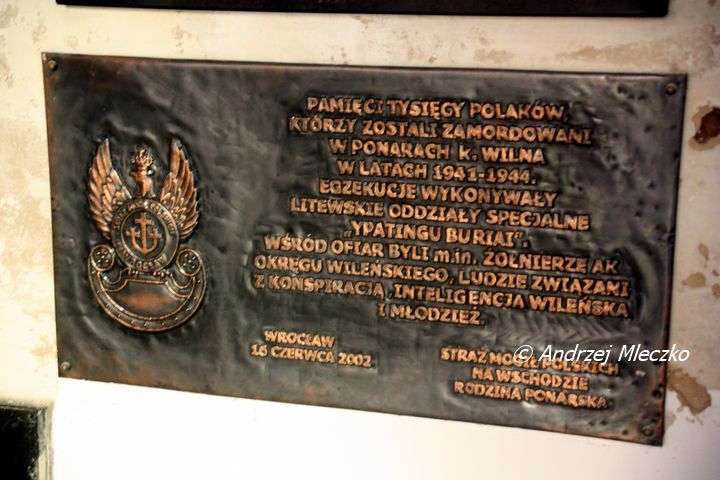 PAMIĘCI TYSIĘCY POLAKÓW,
KTÓRZY ZOSTALI ZAMORDOWANI
W PONARACH K. WILNA
W LATACH 1941-1944.
EGZEKUCJE WYKONYWAŁY
LITEWSKIE ODDZIAŁY SPECJALNE
„YPATINGU BURIAI”.
WŚRÓD OFIAR BYLI m.in. ŻOŁNIERZE AK
OKRĘGU WILEŃSKIEGO, LUDZIE ZWIĄZANI
Z KONSPIRACJĄ, INTELIGENCJA WILEŃSKA
I MŁODZIEŻ.
WROCŁAW
16 CZERWCA 2002
STRAŻ MOGIŁ POLSKICH
NA WSCHODZIE
RODZINA PONARSKA
© Andrzej Mleczko